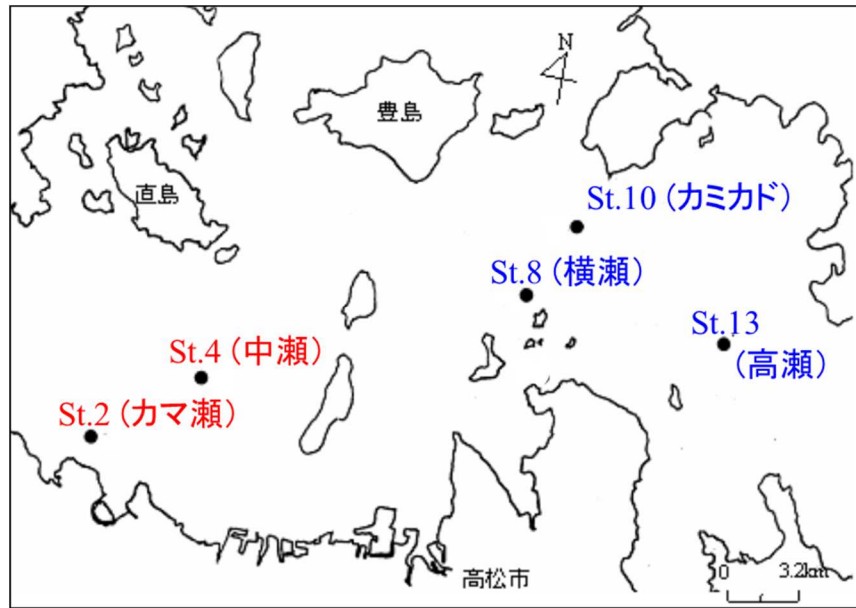 N
豊島
直島
St.10 (カミカド)
St.8 (横瀬)
St.13
(高瀬)
St.4 (中瀬)
St.2 (カマ瀬)
高松市
0 3.2km